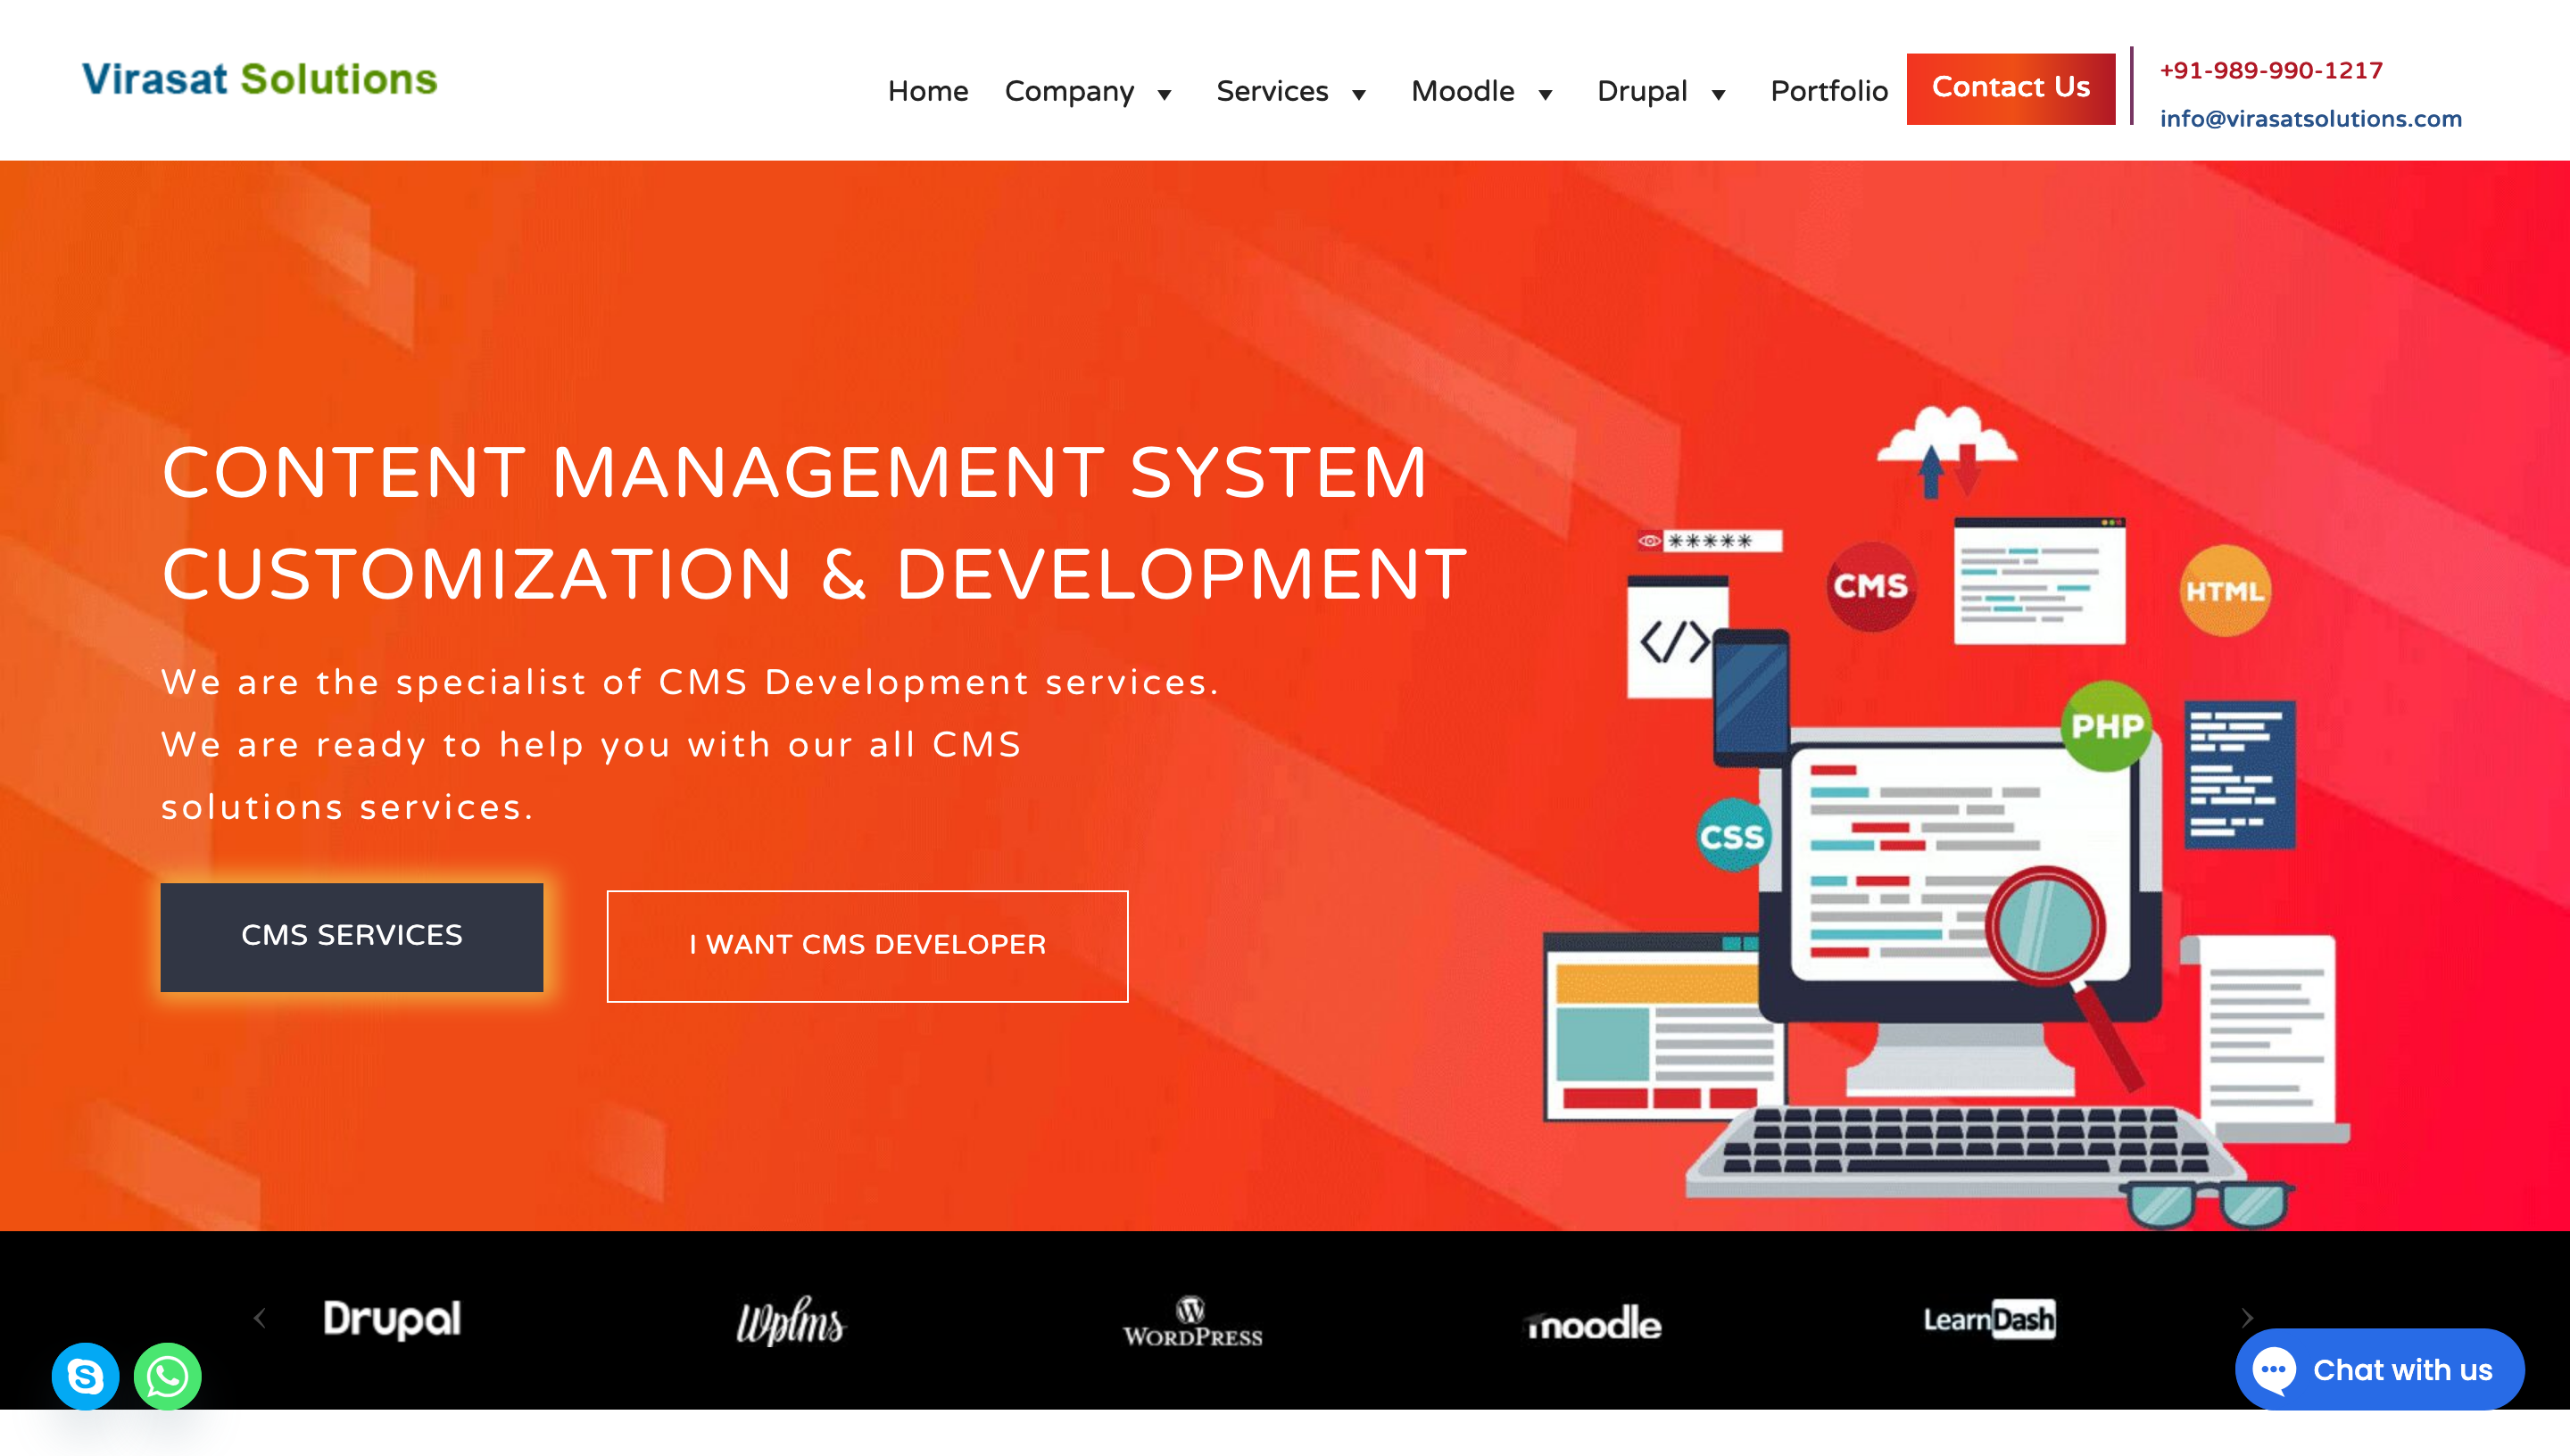 Virasat Solutions
Home Company Services Moodle Drupal Portfolio Contact Us
+91-989-990-1217
info@virasatsolutions.com
CONTENT MANAGEMENT SYSTEM
CUSTOMIZATION & DEVELOPMENT
We are the specialist of CMS Development services.
We are ready to help you with our all CMS
solutions services.
CMS SERVICES
I WANT CMS DEVELOPER
*****
CMS
HTML
</>
PHP
CSS
Drupal
Wplms
WORDPRESS
moodle
LearnDash
Chat with us